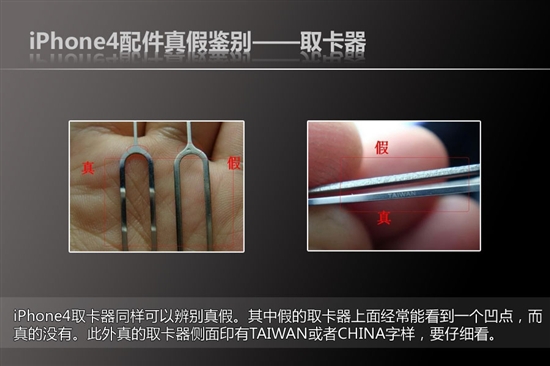 iPhone4配件真假鉴别——取卡器
真
假
假
TAIWAN
真
iPhone4取卡器同样可以辨别真假。其中假的取卡器上面经常能看到一个凹点，而
真的没有。此外真的取卡器侧面印有TAIWAN或者CHINA字样，要仔细看。